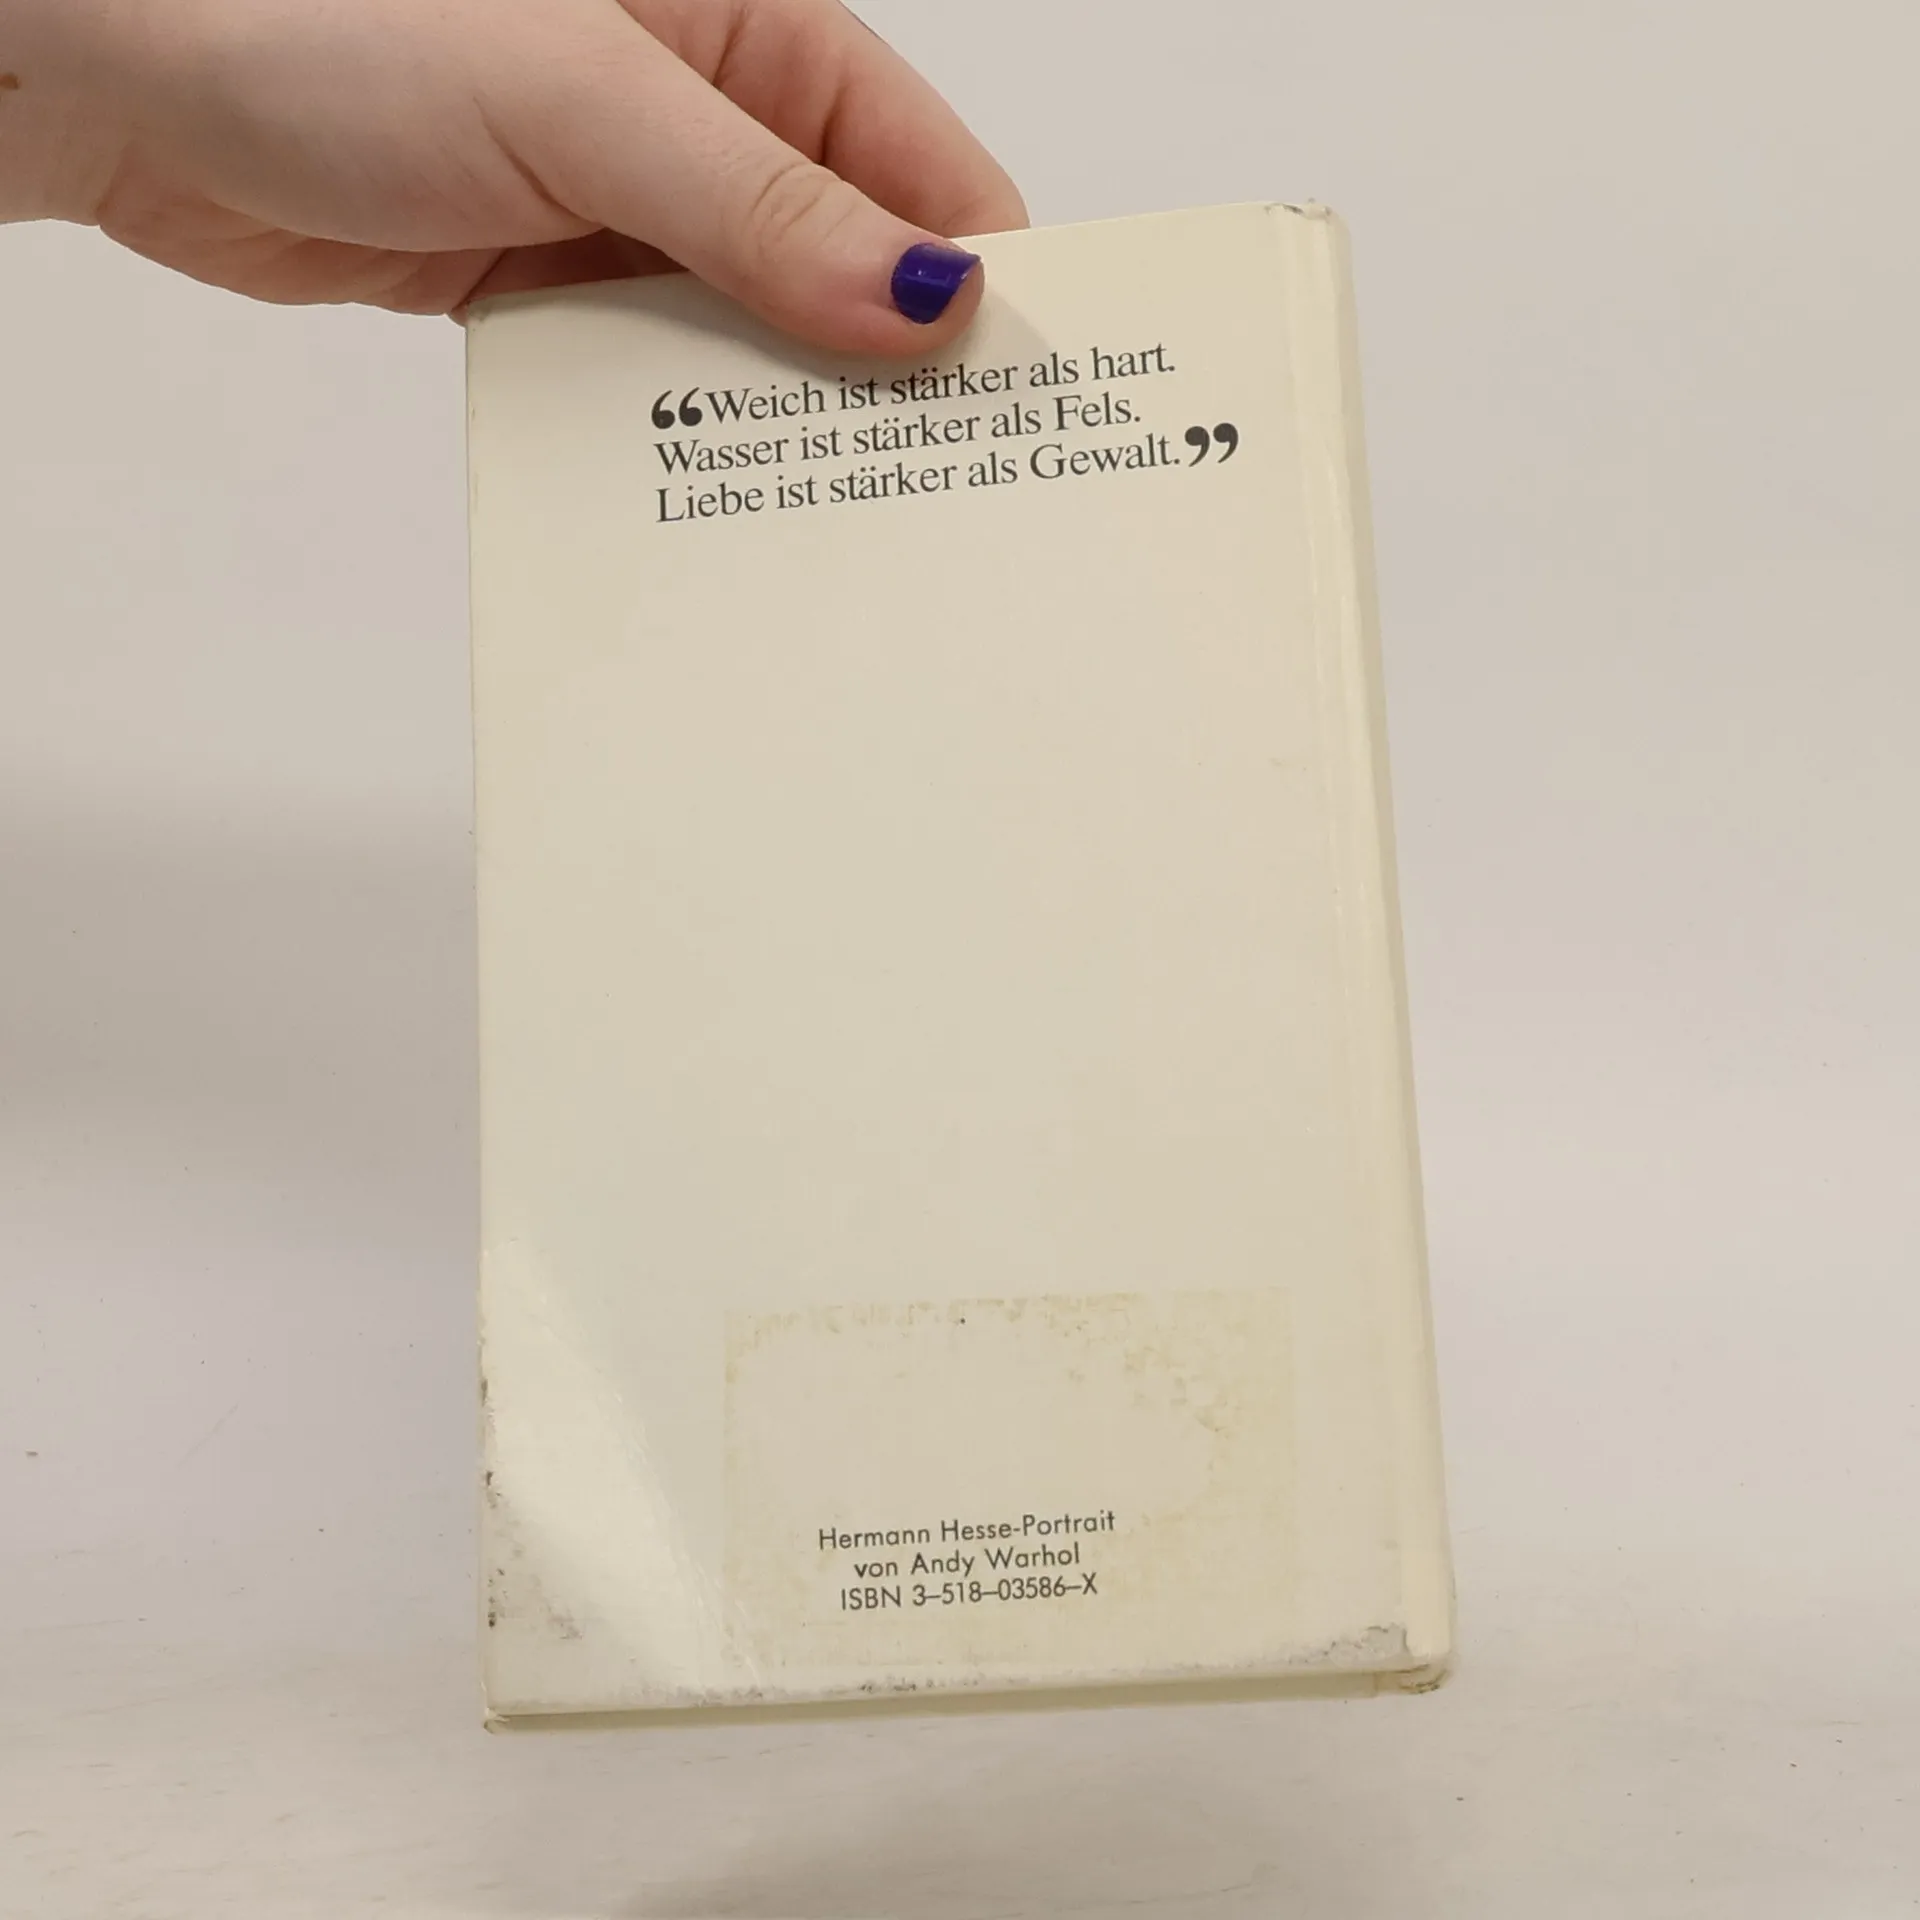 “Weich ist stärker als hart.
Wasser ist stärker als Fels.
Liebe ist stärker als Gewalt.”
Hermann Hesse-Portrait
von Andy Warhol
ISBN 3–518–03586–X